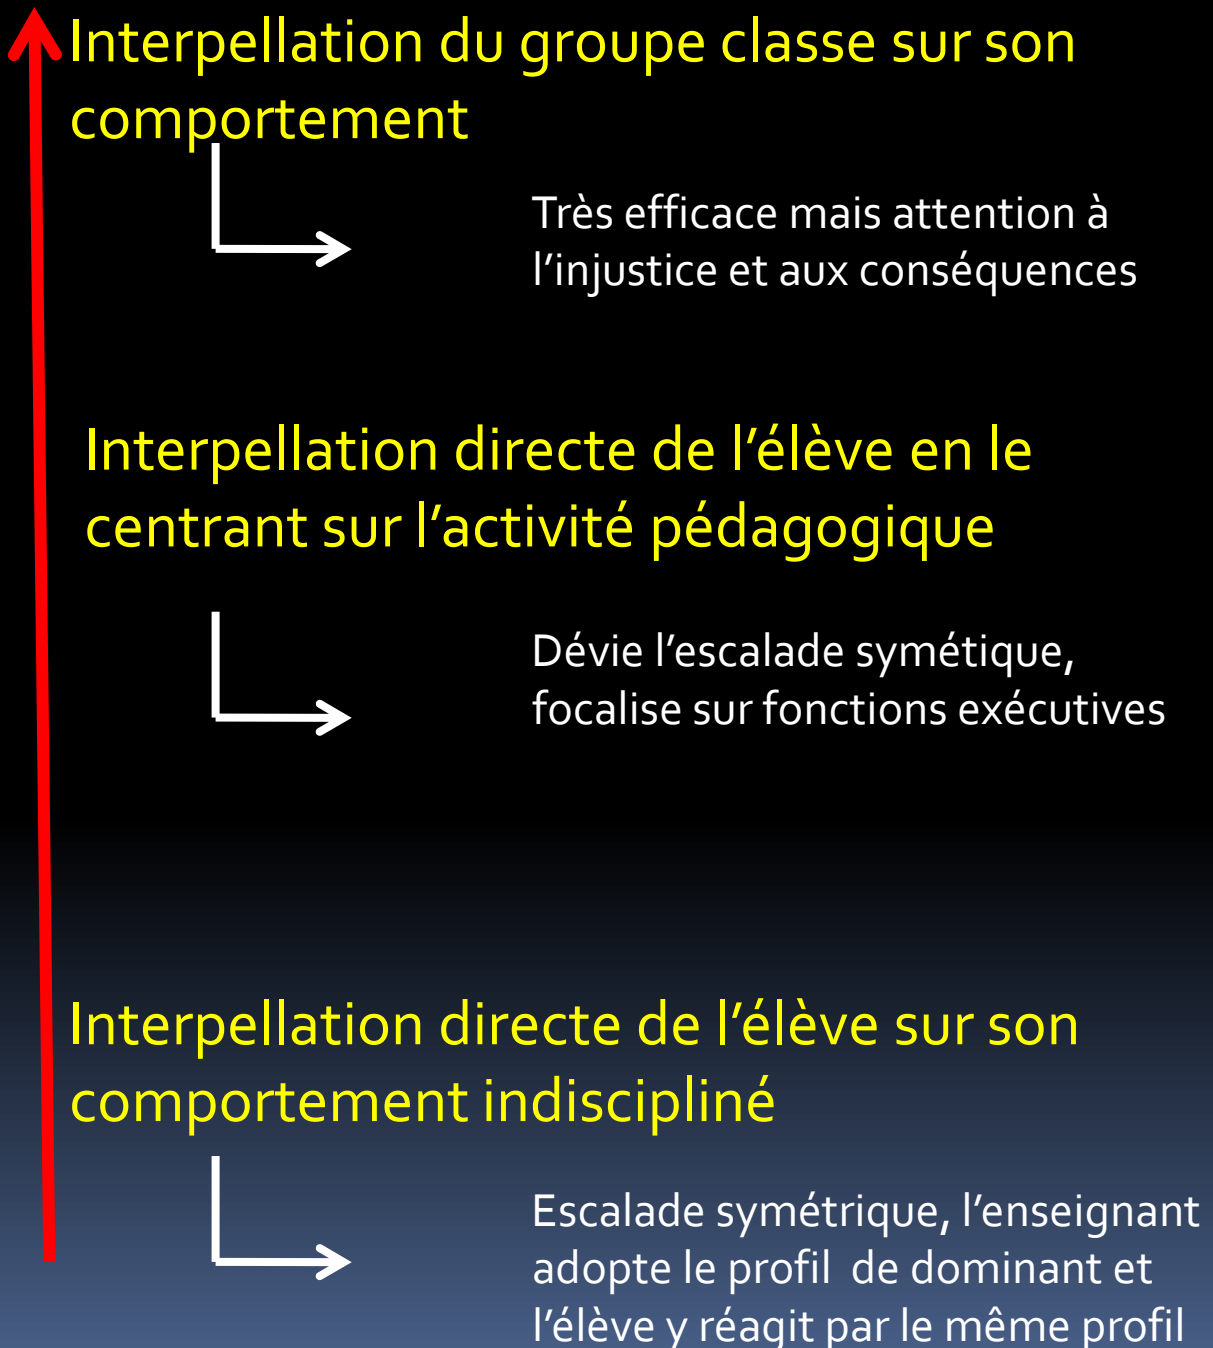 Interpellation du groupe classe sur son
comportement
Très efficace mais attention à
l’injustice et aux conséquences
Interpellation directe de l’élève en le
centrant sur l’activité pédagogique
Dévie l’escalade symétique,
focalise sur fonctions exécutives
Interpellation directe de l’élève sur son
comportement indiscipliné
Escalade symétrique, l’enseignant
adopte le profil de dominant et
l’élève y réagit par le même profil